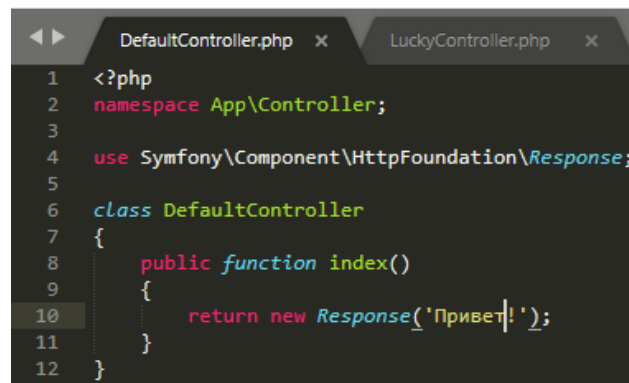 DefaultController.php × LuckyController.php ×
1 <?php
2 namespace App\Controller;
3
4 use Symfony\Component\HttpFoundation\Response;
5
6 class DefaultController
7 {
8 public function index()
9 {
10 return new Response('Привет!');
11 }
12 }